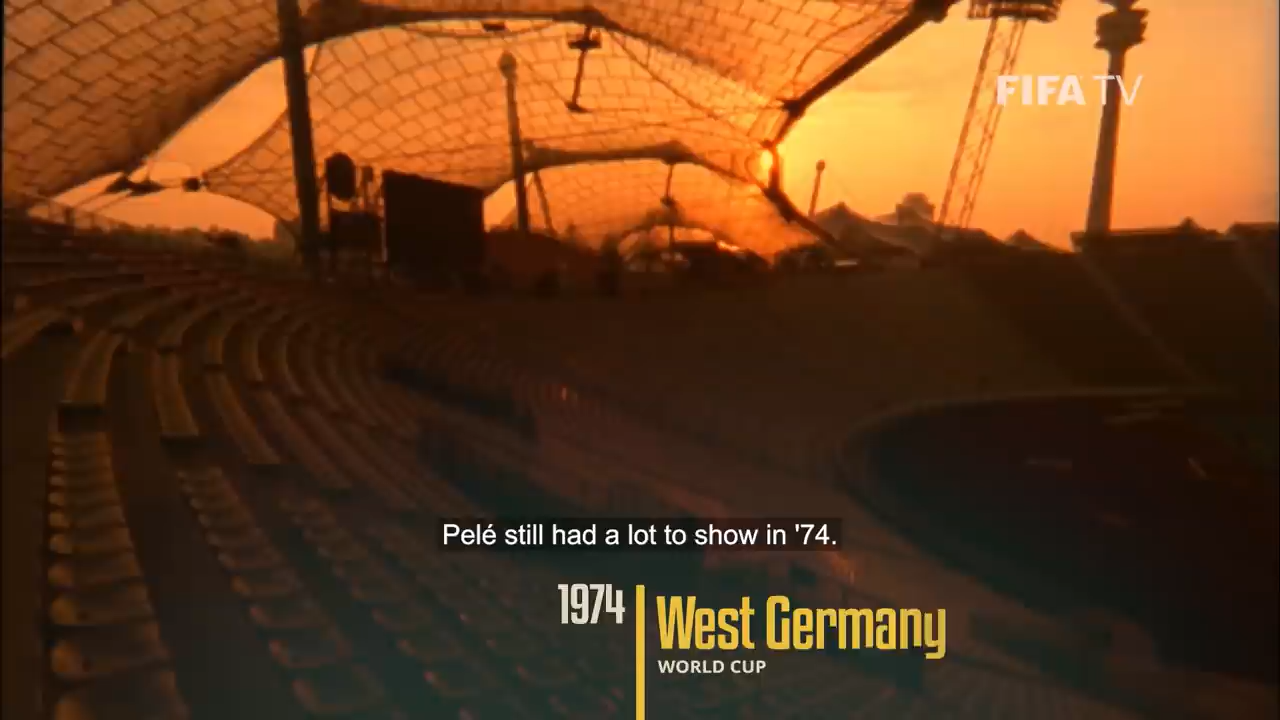 FIFA TV
Pelé still had a lot to show in '74.
1974
West Germany
WORLD CUP